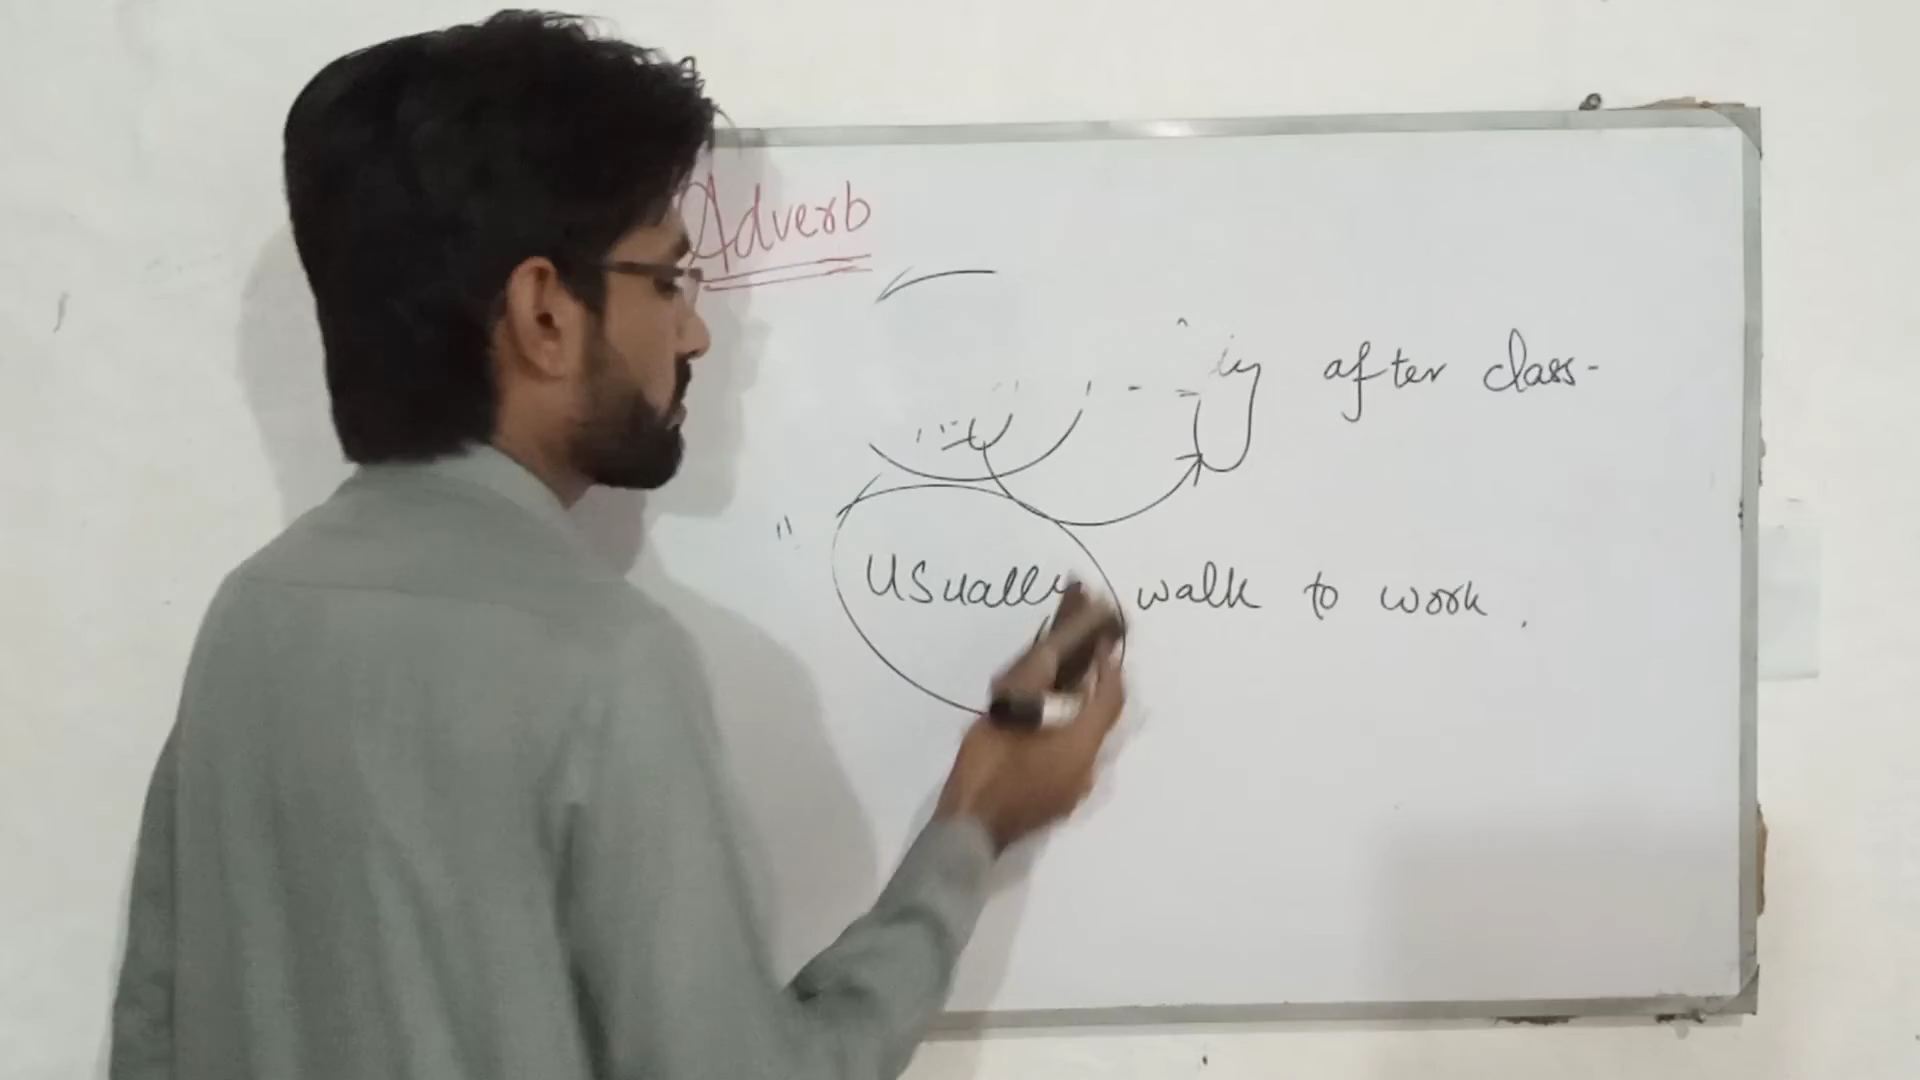 Adverb
after class-
Usually walk to work.